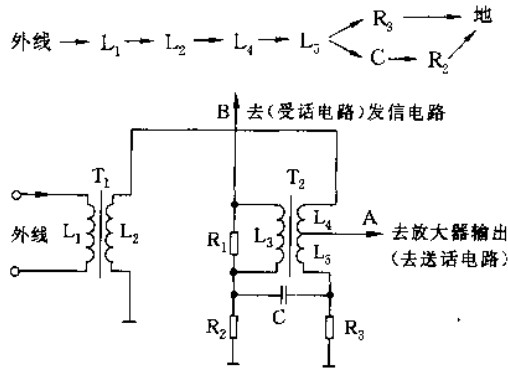 外线 → L₁ → L₂ → L₄ → L₅ → R₃ → 地
C → R₂
B 去(受话电路)发信电路
T₁
T₂
外线 L₁ L₂
R₁ L₃ L₄ A 去放大器输出
L₅ (去送话电路)
C
R₂ R₃